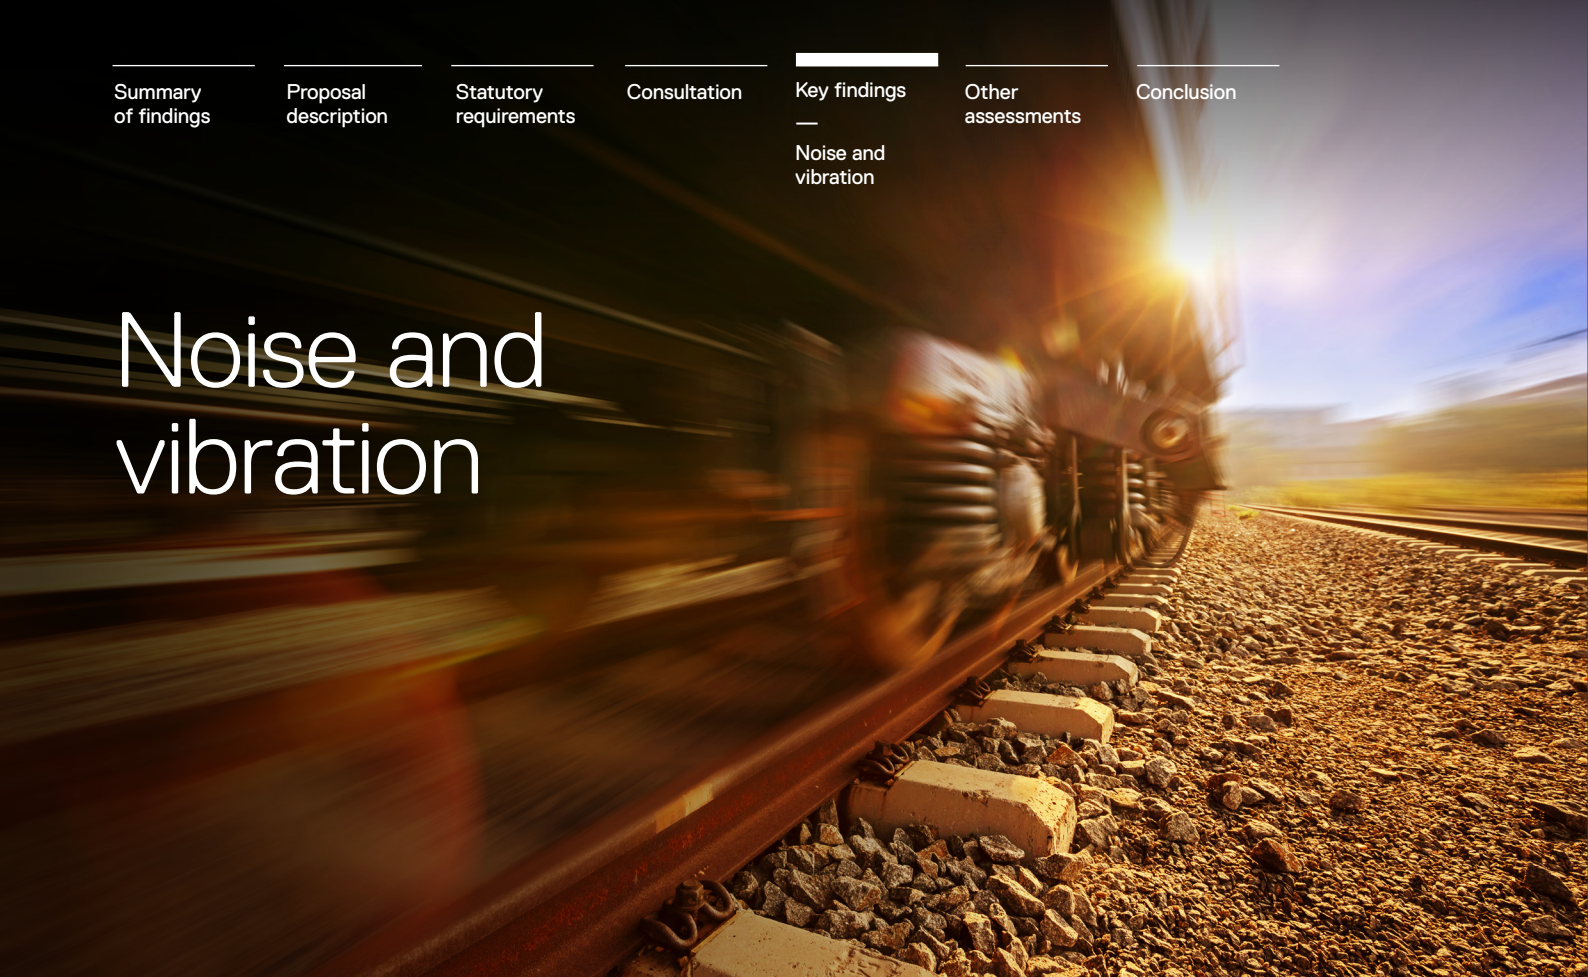 Summary
of findings
Proposal
description
Statutory
requirements
Consultation
Key findings
—
Noise and
vibration
Other
assessments
Conclusion
Noise and
vibration